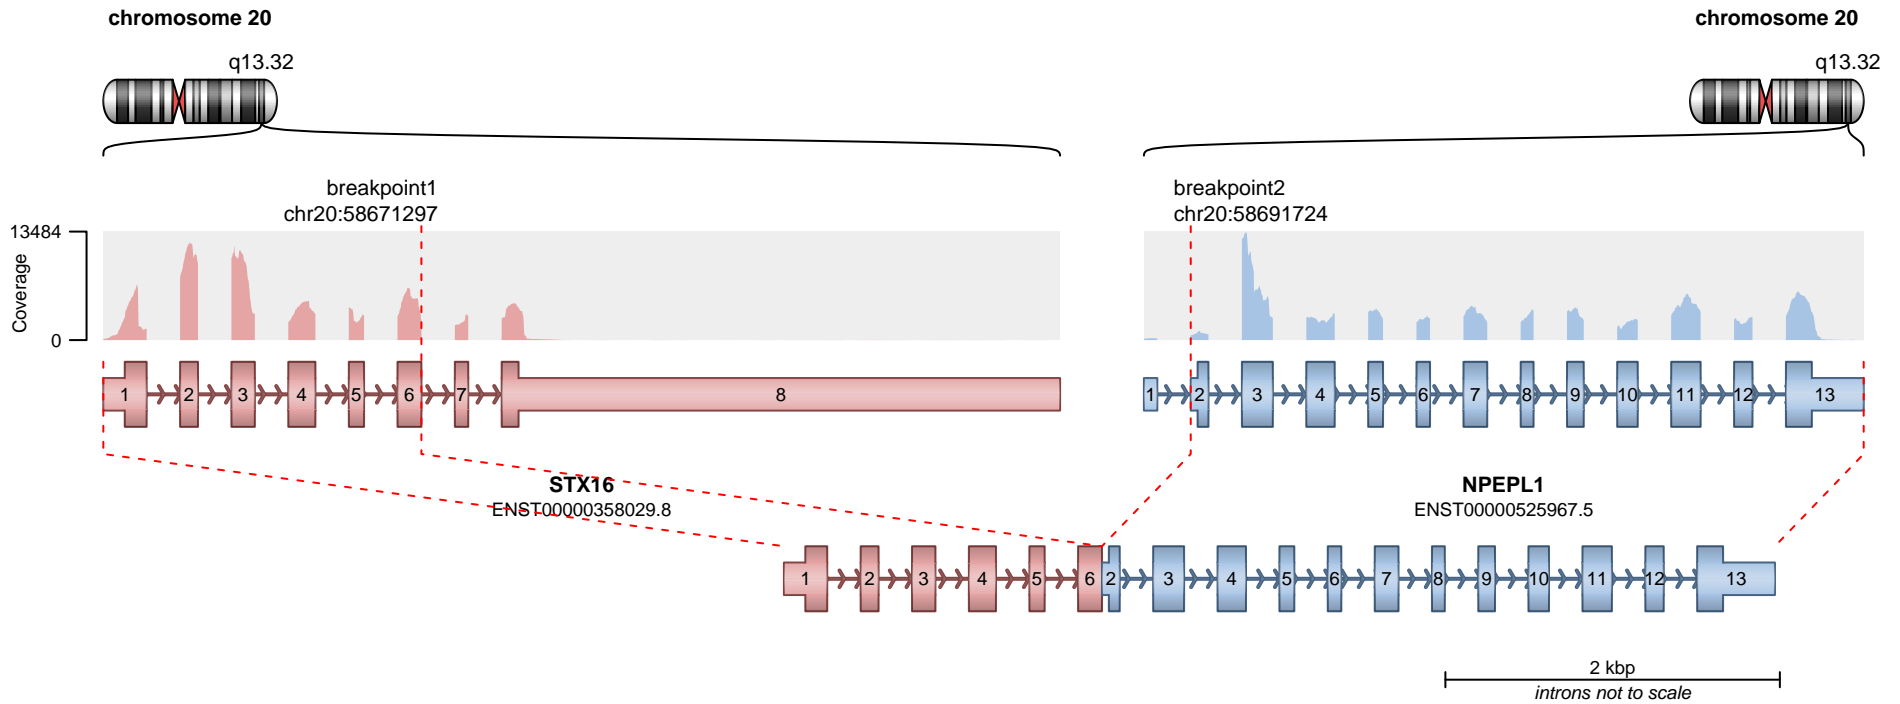 chromosome 20
chromosome 20
q13.32
q13.32
breakpoint1
chr20:58671297
breakpoint2
chr20:58691724
13484
Coverage
0
1 2 3 4 5 6 7 8
1 2 3 4 5 6 7 8 9 10 11 12 13
STX16
ENST00000358029.8
NPEPL1
ENST00000525967.5
1 2 3 4 5 6 2 3 4 5 6 7 8 9 10 11 12 13
2 kbp
introns not to scale